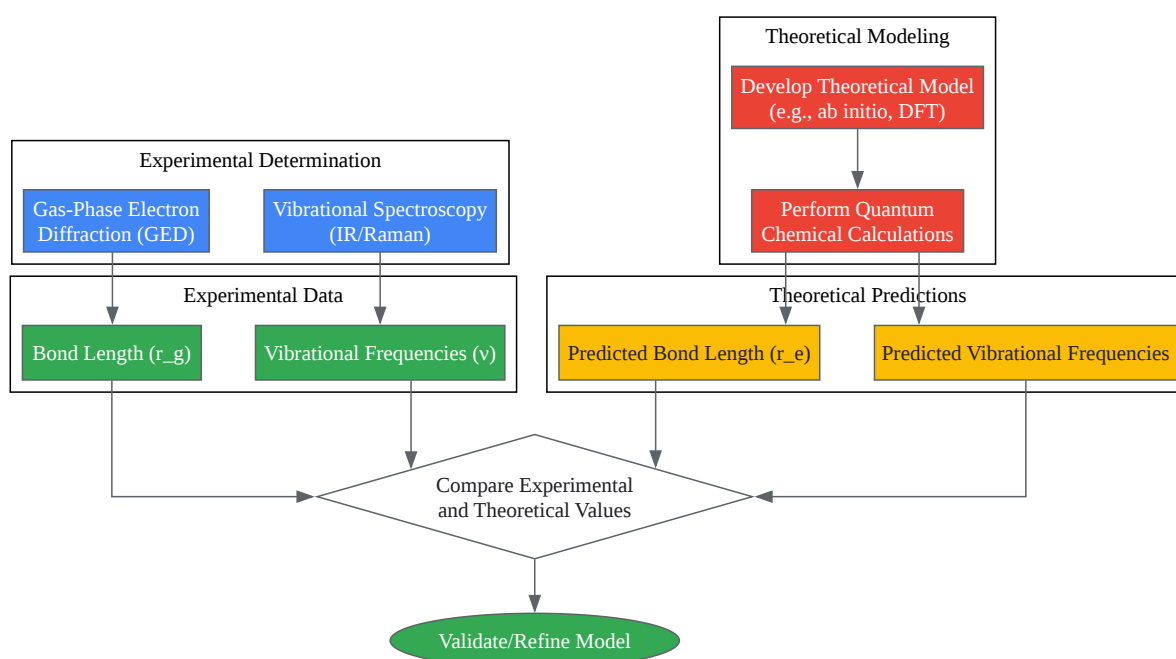 Theoretical Modeling
Develop Theoretical Model
(e.g., ab initio, DFT)
Experimental Determination
Gas-Phase Electron
Diffraction (GED)
Vibrational Spectroscopy
(IR/Raman)
Perform Quantum
Chemical Calculations
Experimental Data
Theoretical Predictions
Bond Length (r_g)
Vibrational Frequencies (ν)
Predicted Bond Length (r_e)
Predicted Vibrational Frequencies
Compare Experimental
and Theoretical Values
Validate/Refine Model